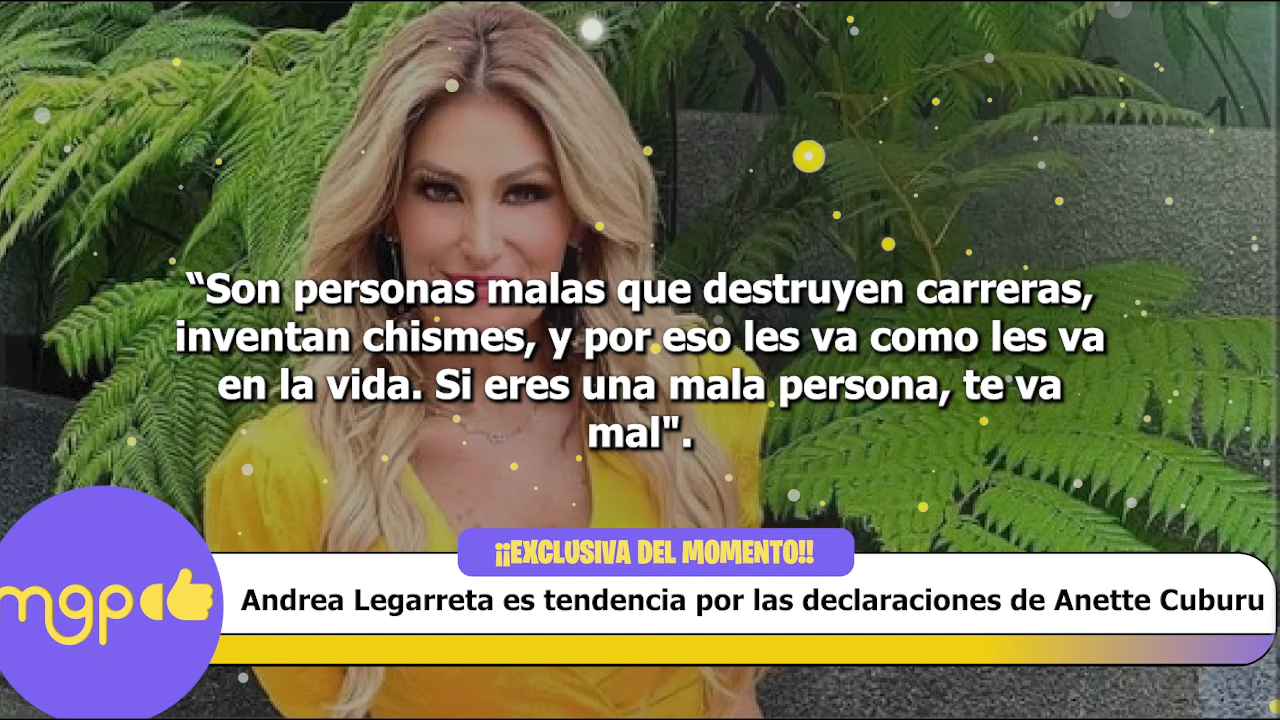 “Son personas malas que destruyen carreras,
inventan chismes, y por eso les va como les va
en la vida. Si eres una mala persona, te va
mal".
¡¡EXCLUSIVA DEL MOMENTO!!
mgp
Andrea Legarreta es tendencia por las declaraciones de Anette Cuburu